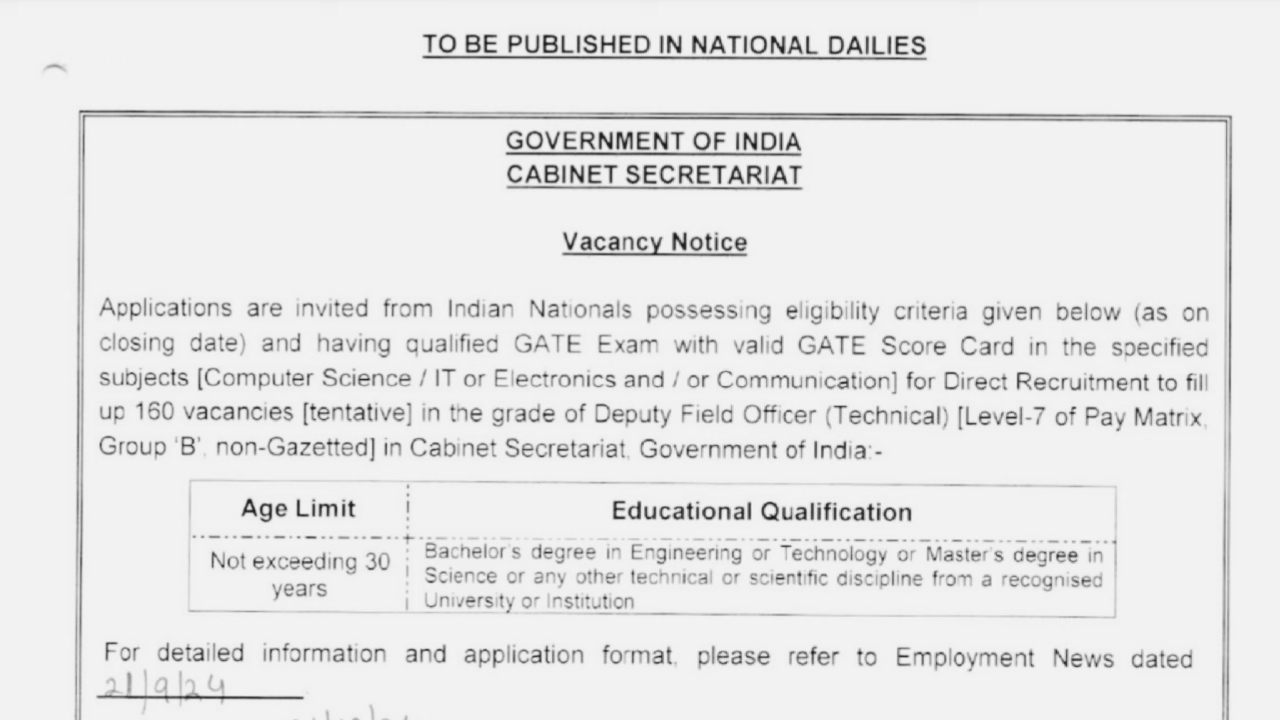 TO BE PUBLISHED IN NATIONAL DAILIES
GOVERNMENT OF INDIA
CABINET SECRETARIAT
Vacancy Notice
Applications are invited from Indian Nationals possessing eligibility criteria given below (as on
closing date) and having qualified GATE Exam with valid GATE Score Card in the specified
subjects [Computer Science / IT or Electronics and / or Communication] for Direct Recruitment to fill
up 160 vacancies [tentative] in the grade of Deputy Field Officer (Technical) [Level-7 of Pay Matrix,
Group 'B', non-Gazetted] in Cabinet Secretariat, Government of India:-
Age Limit
Educational Qualification
Not exceeding 30
years
Bachelor's degree in Engineering or Technology or Master's degree in
Science or any other technical or scientific discipline from a recognised
University or Institution
For detailed information and application format, please refer to Employment News dated
21/9/24